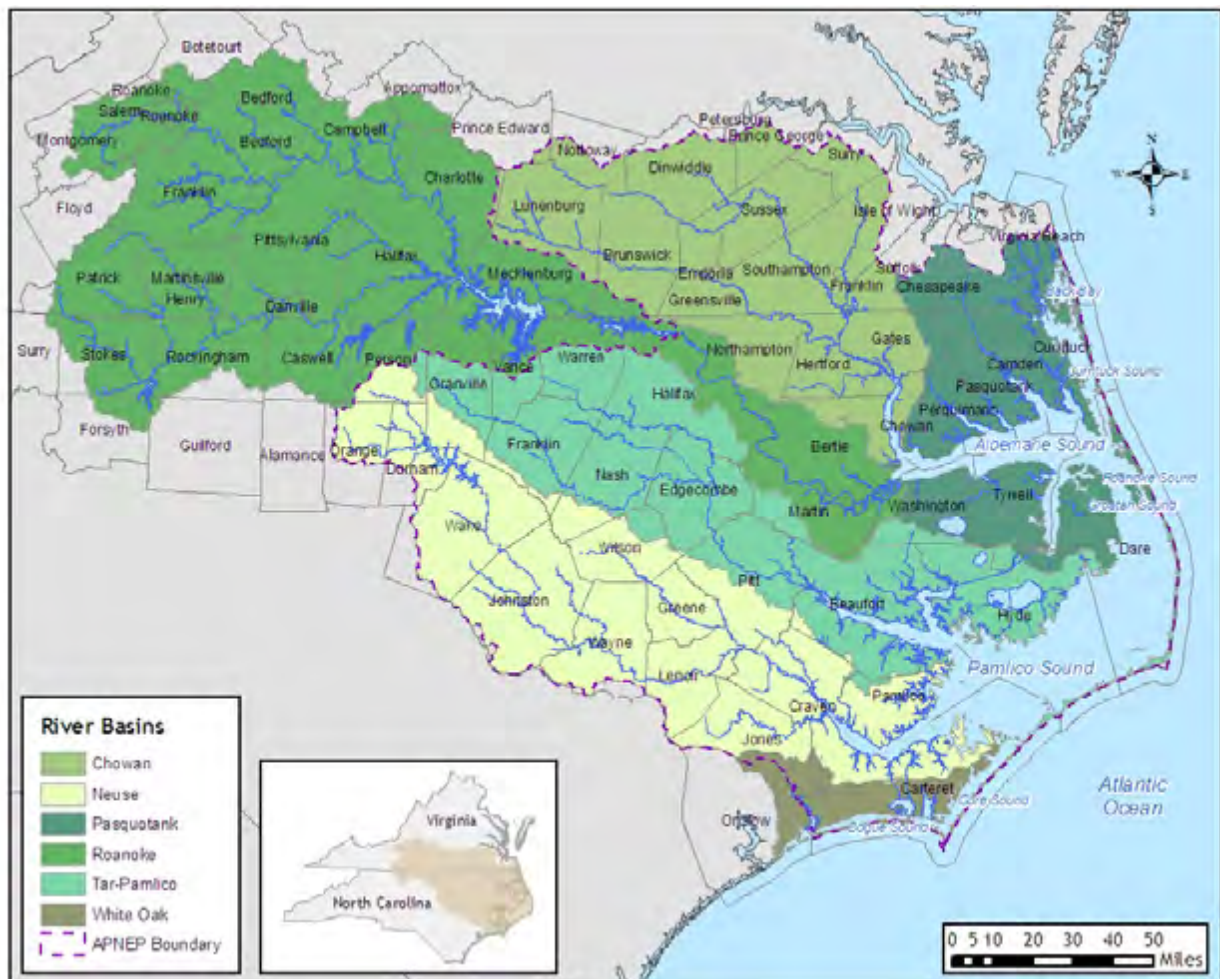 Botetourt
Roanoke
Salem
Roanoke
Montgomery
Bedford
Bedford
Campbell
Appomattox
Prince Edward
Charlotte
Floyd
Franklin
Pittsylvania
Halifax
Mecklenburg
Patrick
Martinsville
Henry
Danville
Surry
Stokes
Rockingham
Caswell
Person
Forsyth
Guilford
Alamance
Nottoway
Petersburg
Prince George
Surry
Dinwiddie
Sussex
Lunenburg
Isle of Wight
Brunswick
Emporia
Southampton
Suffolk
Franklin
Greensville
Virginia Beach
Chesapeake
Back Bay
Gates
Northampton
Hertford
Camden
Currituck
Currituck Sound
Pasquotank
Perquimans
Chowan
Albemarle Sound
Vance
Warren
Granville
Halifax
Bertie
Orange
Durham
Franklin
Nash
Edgecombe
Martin
Washington
Tyrrell
Roanoke Sound
Croatan Sound
Dare
Wake
Wilson
Pitt
Beaufort
Hyde
Johnston
Greene
Wayne
Lenoir
Pamlico Sound
Pamlico
Craven
Jones
Carteret
Core Sound
Onslow
Bogue Sound
Atlantic
Ocean
N
S
River Basins
Chowan
Neuse
Pasquotank
Roanoke
Tar-Pamlico
White Oak
APNEP Boundary
Virginia
North Carolina
0 5 10 20 30 40 50
Miles